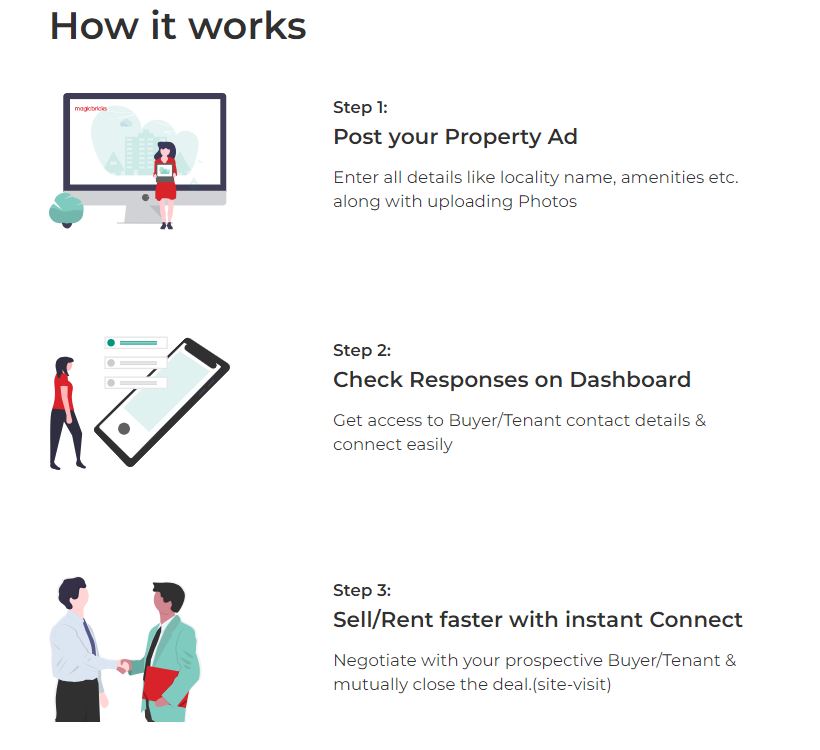 How it works
magicbricks
Step 1:
Post your Property Ad
Enter all details like locality name, amenities etc.
along with uploading Photos
Step 2:
Check Responses on Dashboard
Get access to Buyer/Tenant contact details &
connect easily
Step 3:
Sell/Rent faster with instant Connect
Negotiate with your prospective Buyer/Tenant &
mutually close the deal.(site-visit)